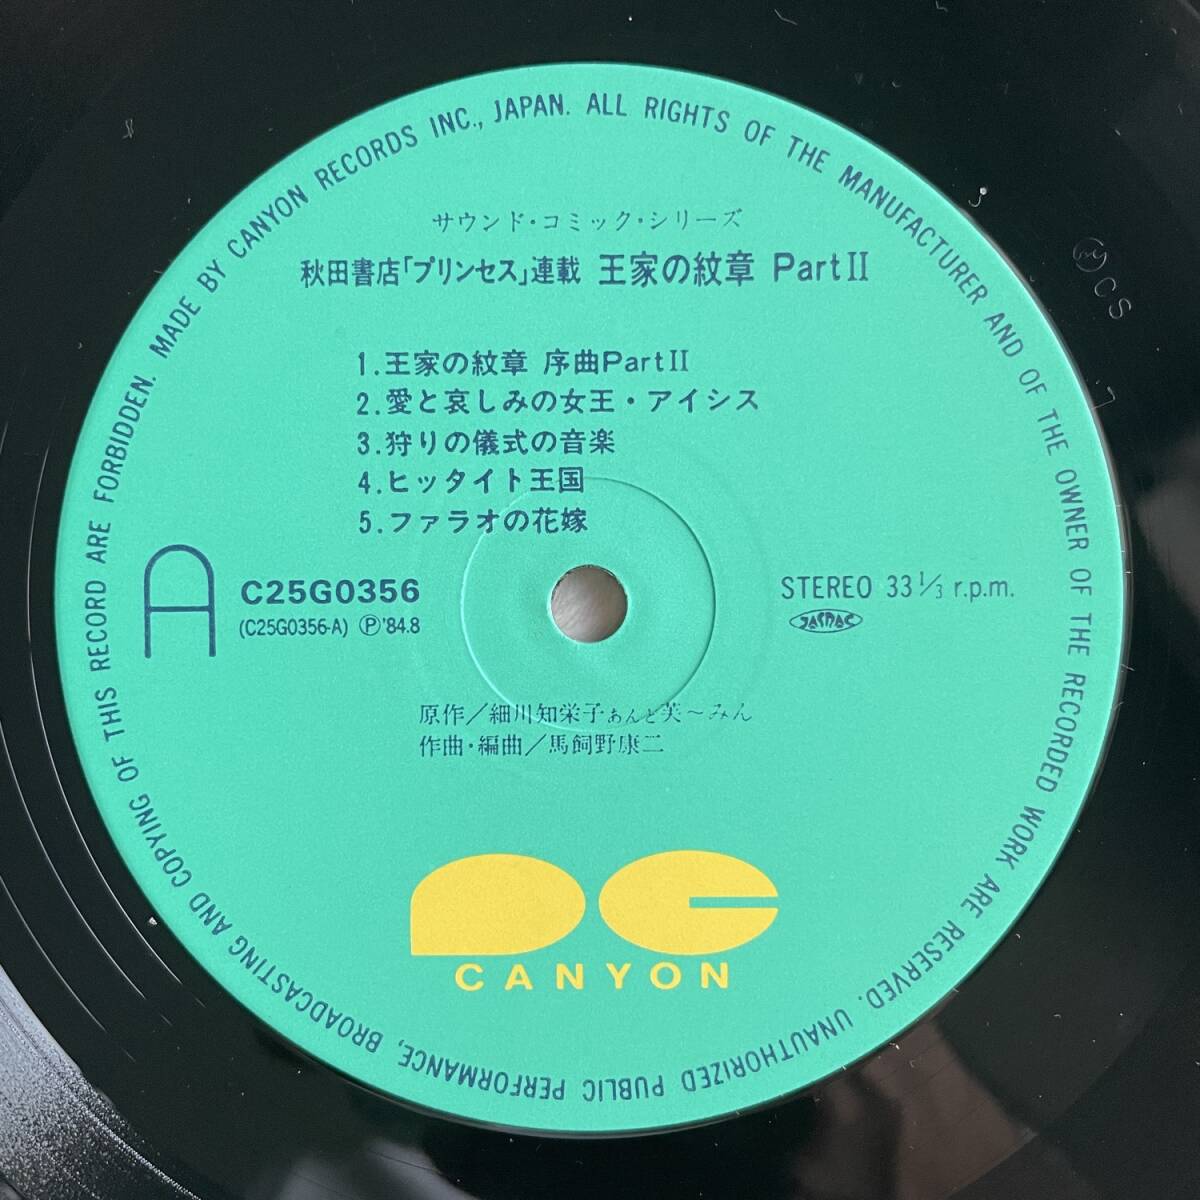 MADE BY CANYON RECORDS INC., JAPAN. ALL RIGHTS OF THE MANUFACTURER AND OF THE OWNER OF THE RECORDED WORK ARE RESERVED. UNAUTHORIZED PUBLIC PERFORMANCE, BROADCASTING AND COPYING OF THIS RECORD ARE FORBIDDEN.
サウンド・コミック・シリーズ
秋田書店「プリンセス」連載 王家の紋章 Part II
1.王家の紋章 序曲Part II
2.愛と哀しみの女王・アイシス
3.狩りの儀式の音楽
4.ヒッタイト王国
5.ファラオの花嫁
A C25G0356 STEREO 33 1/3 r.p.m.
(C25G0356-A) Ⓟ'84.8 JASRAC
原作/細川知栄子あんど芙〜みん
作曲・編曲/馬飼野康二
CANYON
CS